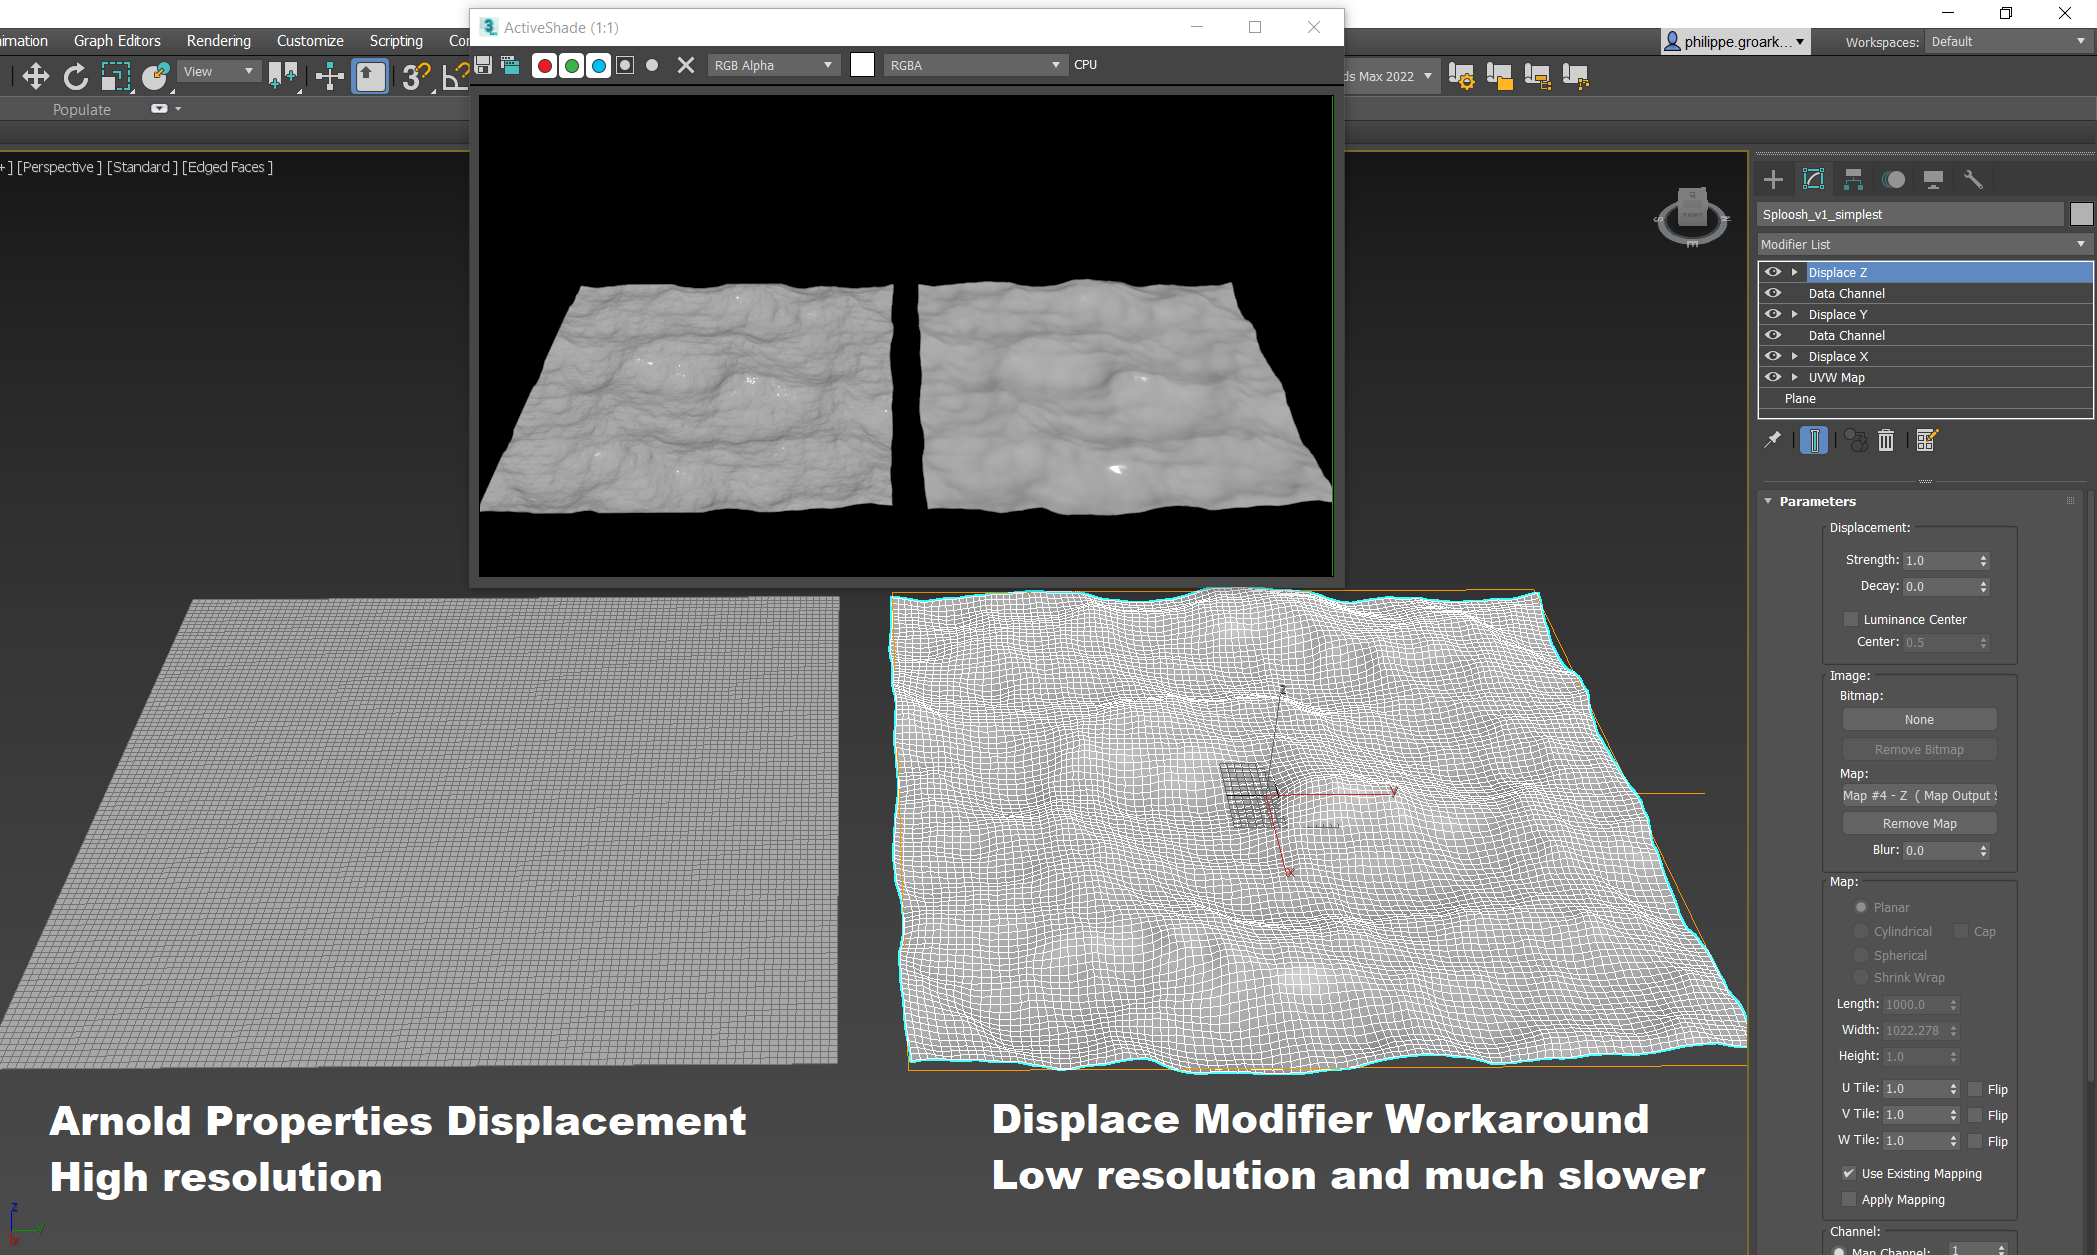 ActiveShade (1:1)
Graph Editors Rendering Customize Scripting
philippe.groark... Workspaces: Default
View RGB Alpha RGBA CPU
Max 2022
Populate
[Perspective ] [Standard ] [Edged Faces ]
Sploosh_v1_simplest
Modifier List
Displace Z
Data Channel
Displace Y
Data Channel
Displace X
UVW Map
Plane
Parameters
Displacement:
Strength: 1.0
Decay: 0.0
Luminance Center
Center: 0.5
Image:
Bitmap:
None
Remove Bitmap
Map:
Map #4 - Z ( Map Output
Remove Map
Blur: 0.0
Map:
Planar
Cylindrical Cap
Spherical
Shrink Wrap
Length: 1000.0
Width: 1022.278
Height: 1.0
U Tile: 1.0 Flip
V Tile: 1.0 Flip
W Tile: 1.0 Flip
Use Existing Mapping
Apply Mapping
Channel:
Map Channel: 1
Arnold Properties Displacement
High resolution
Displace Modifier Workaround
Low resolution and much slower